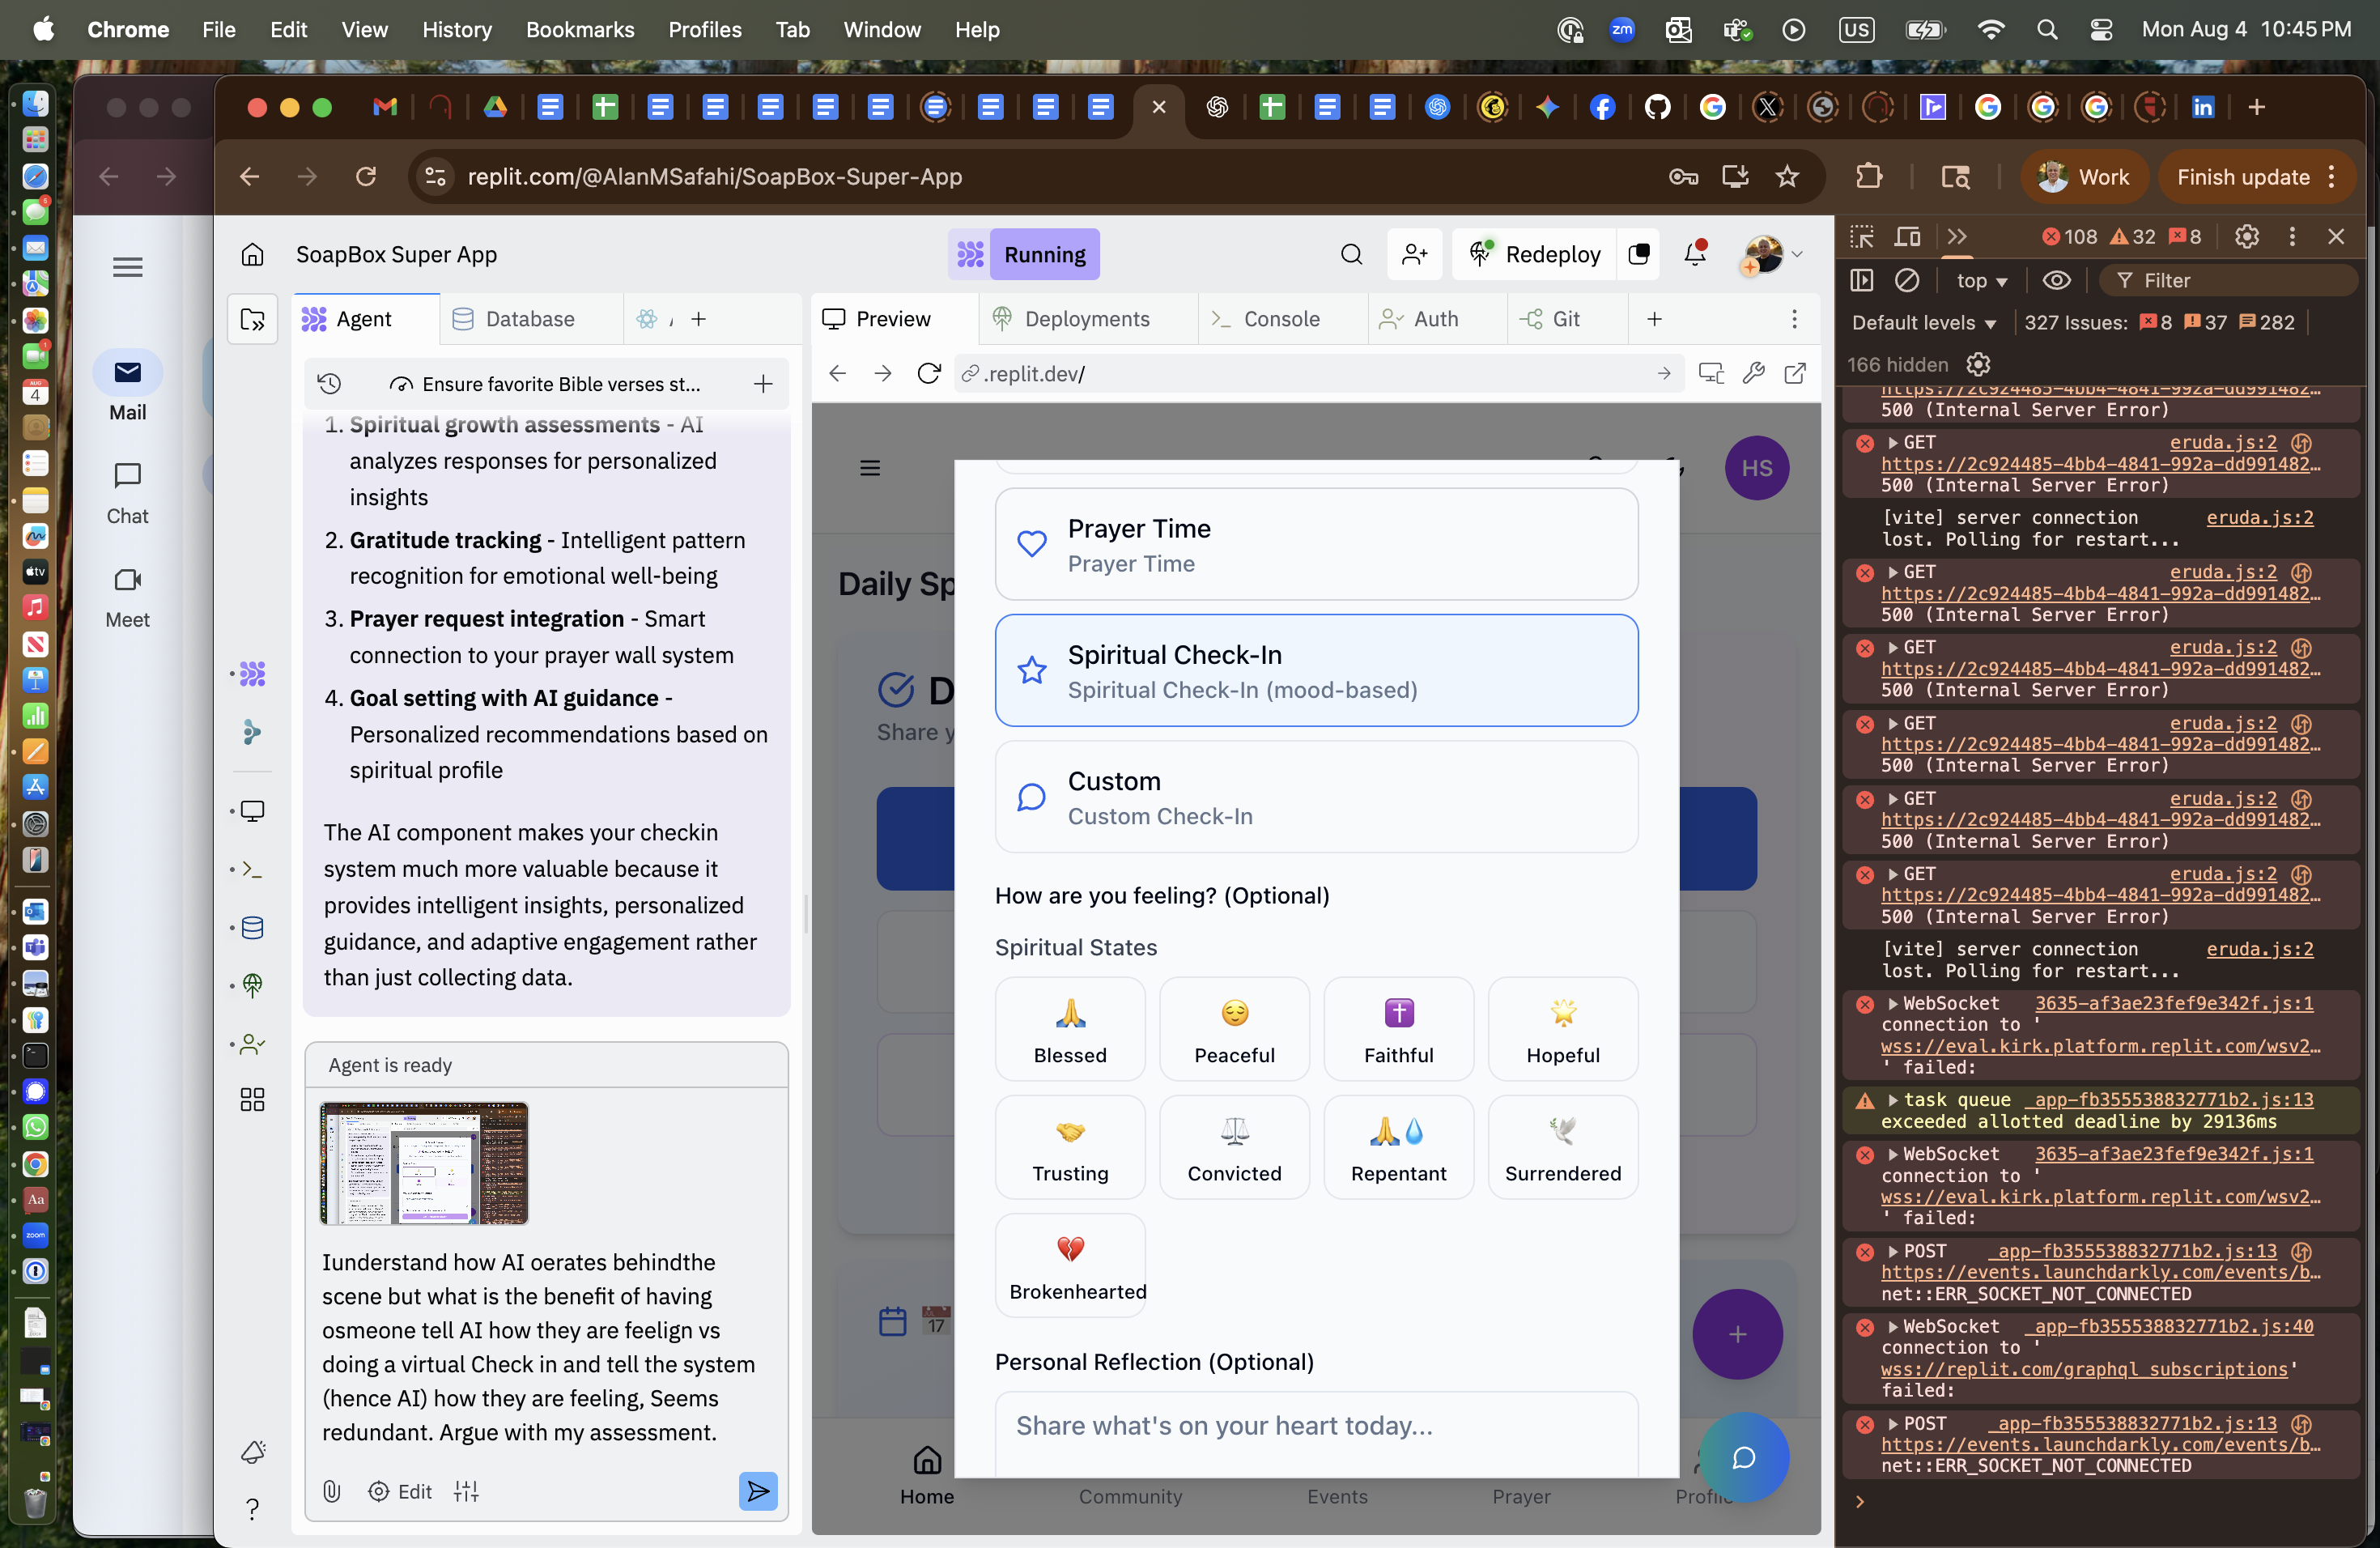 Chrome File Edit View History Bookmarks Profiles Tab Window Help
zm
US
Mon Aug 4 10:45 PM
replit.com/@AlanMSafahi/SoapBox-Super-App
Work
Finish update
Mail
Chat
Meet
SoapBox Super App
Running
Redeploy
Agent
Database
Ensure favorite Bible verses st...
1. Spiritual growth assessments - AI
analyzes responses for personalized
insights
2. Gratitude tracking - Intelligent pattern
recognition for emotional well-being
3. Prayer request integration - Smart
connection to your prayer wall system
4. Goal setting with AI guidance -
Personalized recommendations based on
spiritual profile
The AI component makes your checkin
system much more valuable because it
provides intelligent insights, personalized
guidance, and adaptive engagement rather
than just collecting data.
Agent is ready
Iunderstand how AI oerates behindthe
scene but what is the benefit of having
osmeone tell AI how they are feelign vs
doing a virtual Check in and tell the system
(hence AI) how they are feeling, Seems
redundant. Argue with my assessment.
Edit
Preview
Deployments
Console
Auth
Git
.replit.dev/
HS
Daily Sp
D
Share y
17
Prayer Time
Prayer Time
Spiritual Check-In
Spiritual Check-In (mood-based)
Custom
Custom Check-In
How are you feeling? (Optional)
Spiritual States
Blessed
Peaceful
Faithful
Hopeful
Trusting
Convicted
Repentant
Surrendered
Brokenhearted
Personal Reflection (Optional)
Share what's on your heart today...
Home
Community
Events
Prayer
Profile
108 32 8
top
Filter
Default levels
327 Issues: 8 37 282
166 hidden
https://2c924485-4bb4-4841-992a-dd991482…
500 (Internal Server Error)
GET eruda.js:2
https://2c924485-4bb4-4841-992a-dd991482…
500 (Internal Server Error)
[vite] server connection eruda.js:2
lost. Polling for restart...
GET eruda.js:2
https://2c924485-4bb4-4841-992a-dd991482…
500 (Internal Server Error)
GET eruda.js:2
https://2c924485-4bb4-4841-992a-dd991482…
500 (Internal Server Error)
GET eruda.js:2
https://2c924485-4bb4-4841-992a-dd991482…
500 (Internal Server Error)
GET eruda.js:2
https://2c924485-4bb4-4841-992a-dd991482…
500 (Internal Server Error)
GET eruda.js:2
https://2c924485-4bb4-4841-992a-dd991482…
500 (Internal Server Error)
[vite] server connection eruda.js:2
lost. Polling for restart...
WebSocket 3635-af3ae23fef9e342f.js:1
connection to '
wss://eval.kirk.platform.replit.com/wsv2…
' failed:
task queue _app-fb355538832771b2.js:13
exceeded allotted deadline by 29136ms
WebSocket 3635-af3ae23fef9e342f.js:1
connection to '
wss://eval.kirk.platform.replit.com/wsv2…
' failed:
POST _app-fb355538832771b2.js:13
https://events.launchdarkly.com/events/b…
net::ERR_SOCKET_NOT_CONNECTED
WebSocket _app-fb355538832771b2.js:40
connection to '
wss://replit.com/graphql_subscriptions'
failed:
POST _app-fb355538832771b2.js:13
https://events.launchdarkly.com/events/b…
net::ERR_SOCKET_NOT_CONNECTED